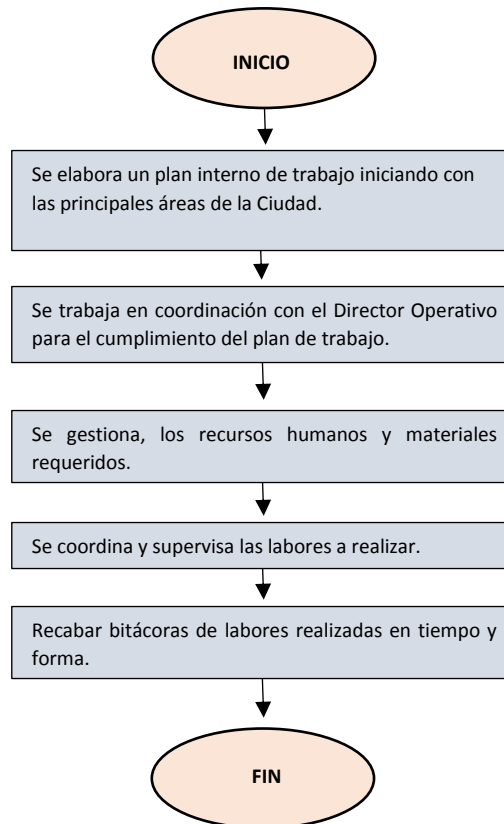 INICIO
Se elabora un plan interno de trabajo iniciando con
las principales áreas de la Ciudad.
Se trabaja en coordinación con el Director Operativo
para el cumplimiento del plan de trabajo.
Se gestiona, los recursos humanos y materiales
requeridos.
Se coordina y supervisa las labores a realizar.
Recabar bitácoras de labores realizadas en tiempo y
forma.
FIN